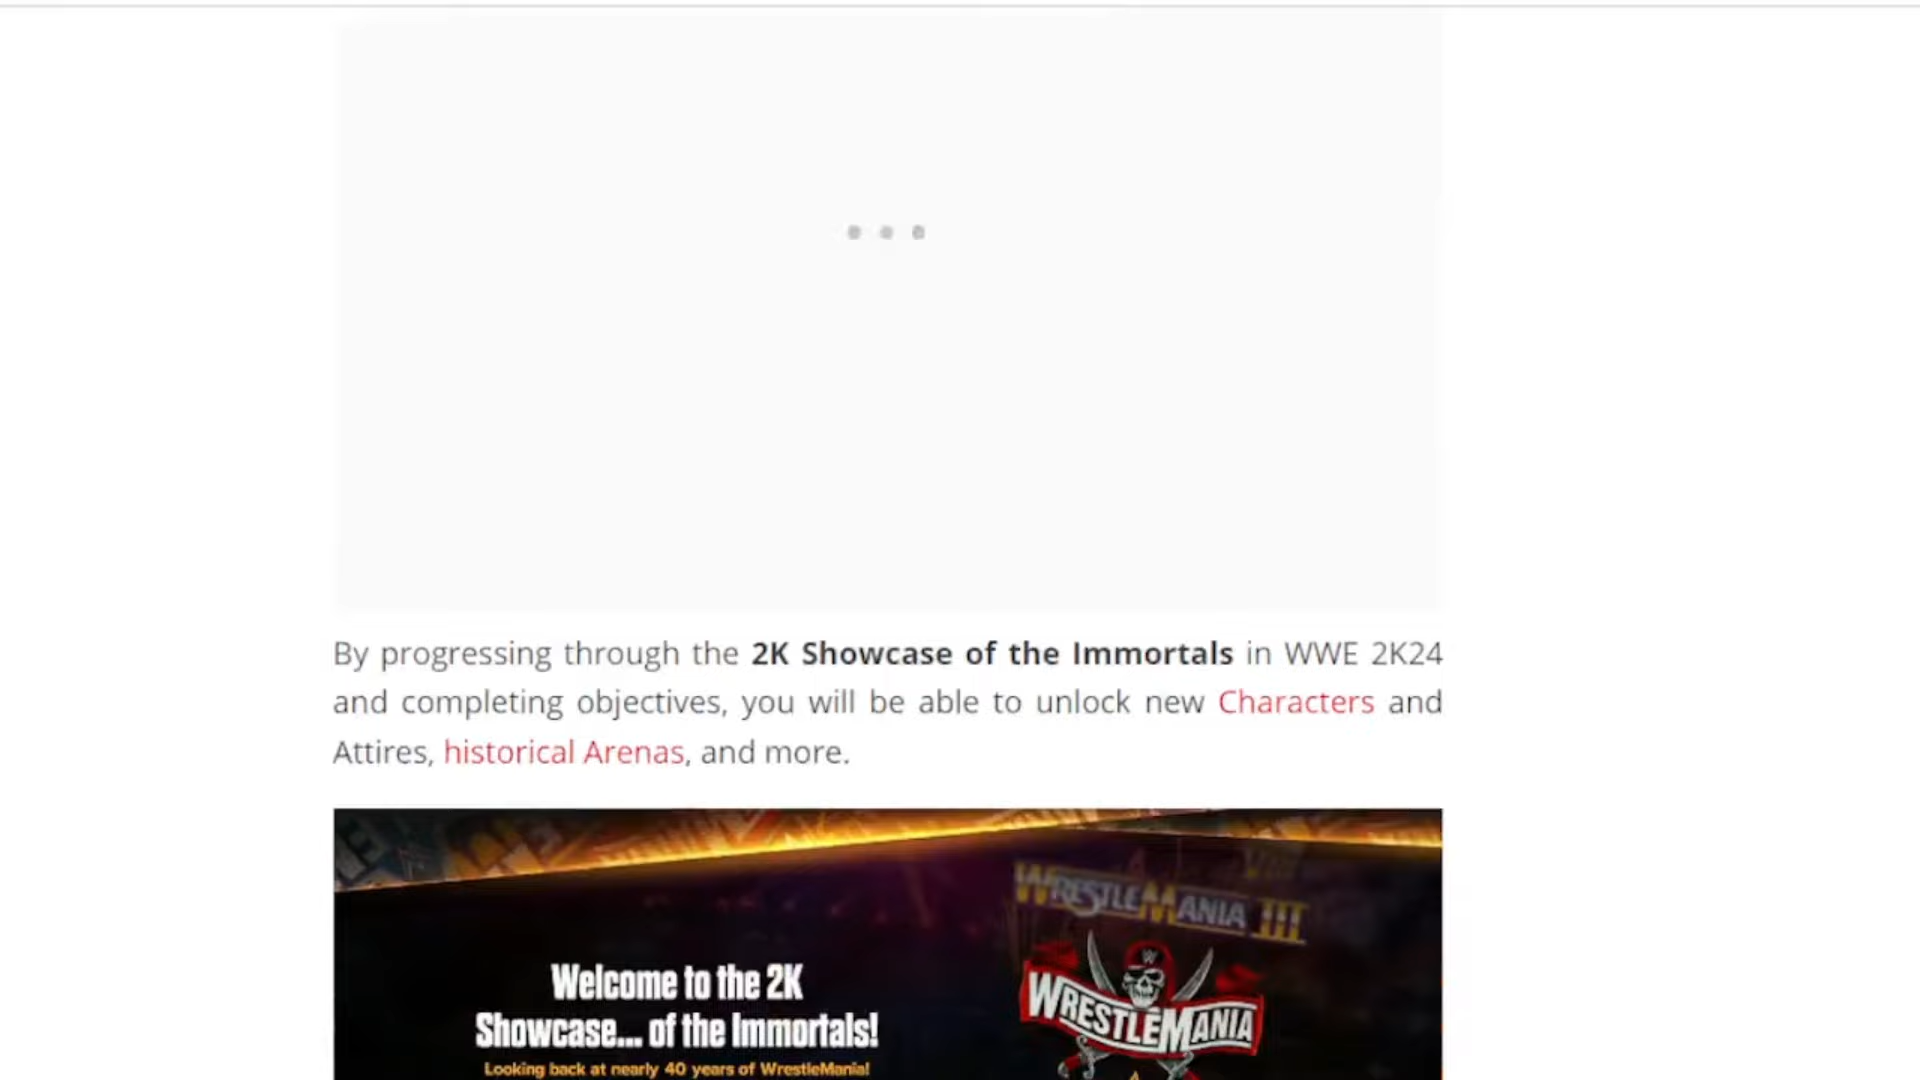 By progressing through the 2K Showcase of the Immortals in WWE 2K24
and completing objectives, you will be able to unlock new Characters and
Attires, historical Arenas, and more.
WRESTLEMANIA III
WRESTLEMANIA
Welcome to the 2K
Showcase... of the Immortals!
Looking back at nearly 40 years of WrestleMania!